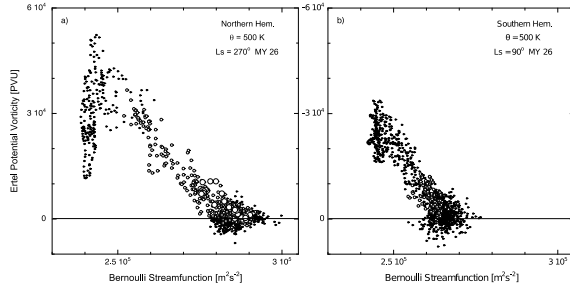 a)
Northern Hem.
θ = 500 K
Ls = 270⁰ MY 26
6 10⁴
3 10⁴
0
Ertel Potential Vorticity [PVU]
2.5 10⁵
3 10⁵
Bernoulli Streamfunction [m²s⁻²]
b)
Southern Hem.
θ = 500 K
Ls = 90⁰ MY 26
-6 10⁴
-3 10⁴
0
2.5 10⁵
3 10⁵
Bernoulli Streamfunction [m²s⁻²]